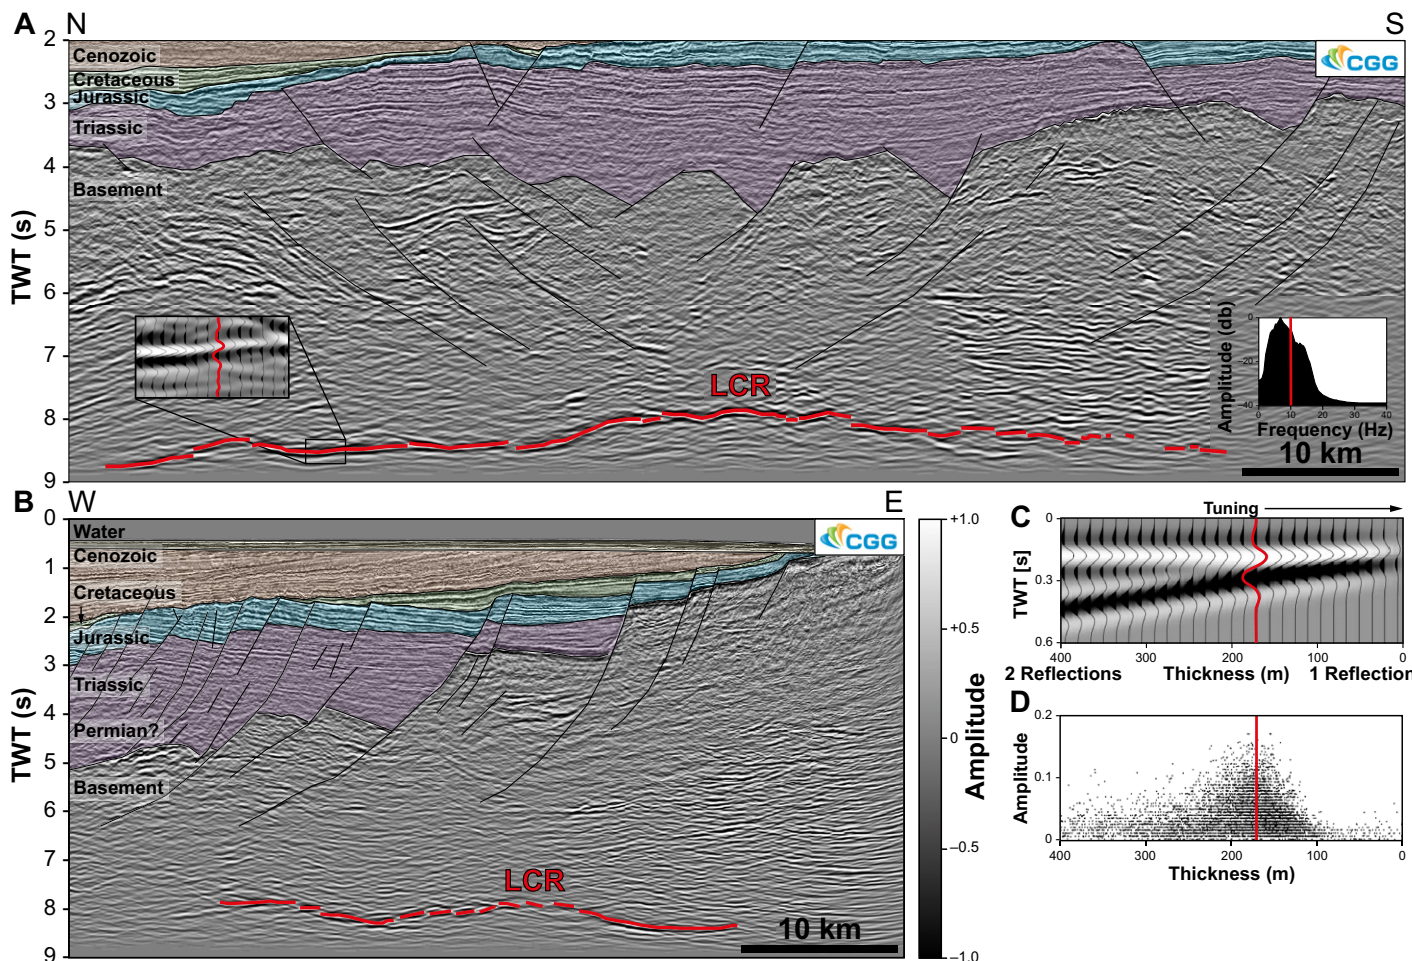 A N S
2
3
4
5
6
7
8
9
TWT (s)
Cenozoic
Cretaceous
Jurassic
Triassic
Basement
CGG
LCR
Amplitude (db)
0
−20
−40
0 10 20 30 40
Frequency (Hz)
10 km
B W E
0
1
2
3
4
5
6
7
8
9
TWT (s)
Water
Cenozoic
Cretaceous
Jurassic
Triassic
Permian?
Basement
CGG
LCR
10 km
+1.0
+0.5
0
−0.5
−1.0
Amplitude
C
Tuning
TWT [s]
0
0.3
0.6
400 300 200 100 0
2 Reflections Thickness (m) 1 Reflection
D
Amplitude
0.2
0.1
0
400 300 200 100 0
Thickness (m)